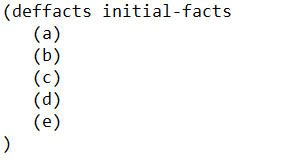 (deffacts initial-facts
   (a)
   (b)
   (c)
   (d)
   (e)
)